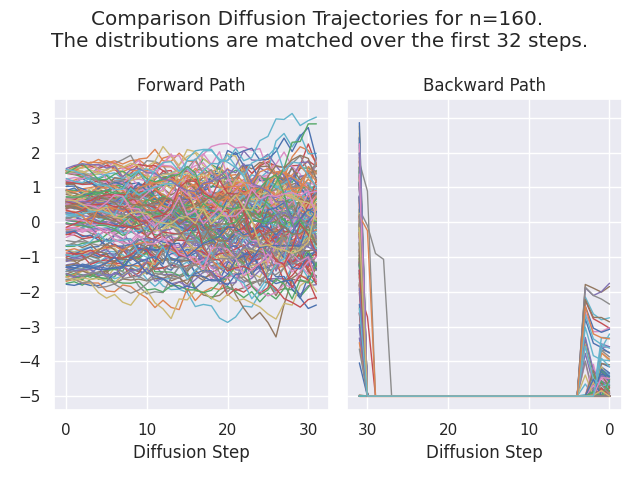 Comparison Diffusion Trajectories for n=160.
The distributions are matched over the first 32 steps.
Forward Path
Backward Path
3
2
1
0
−1
−2
−3
−4
−5
0 10 20 30
30 20 10 0
Diffusion Step
Diffusion Step